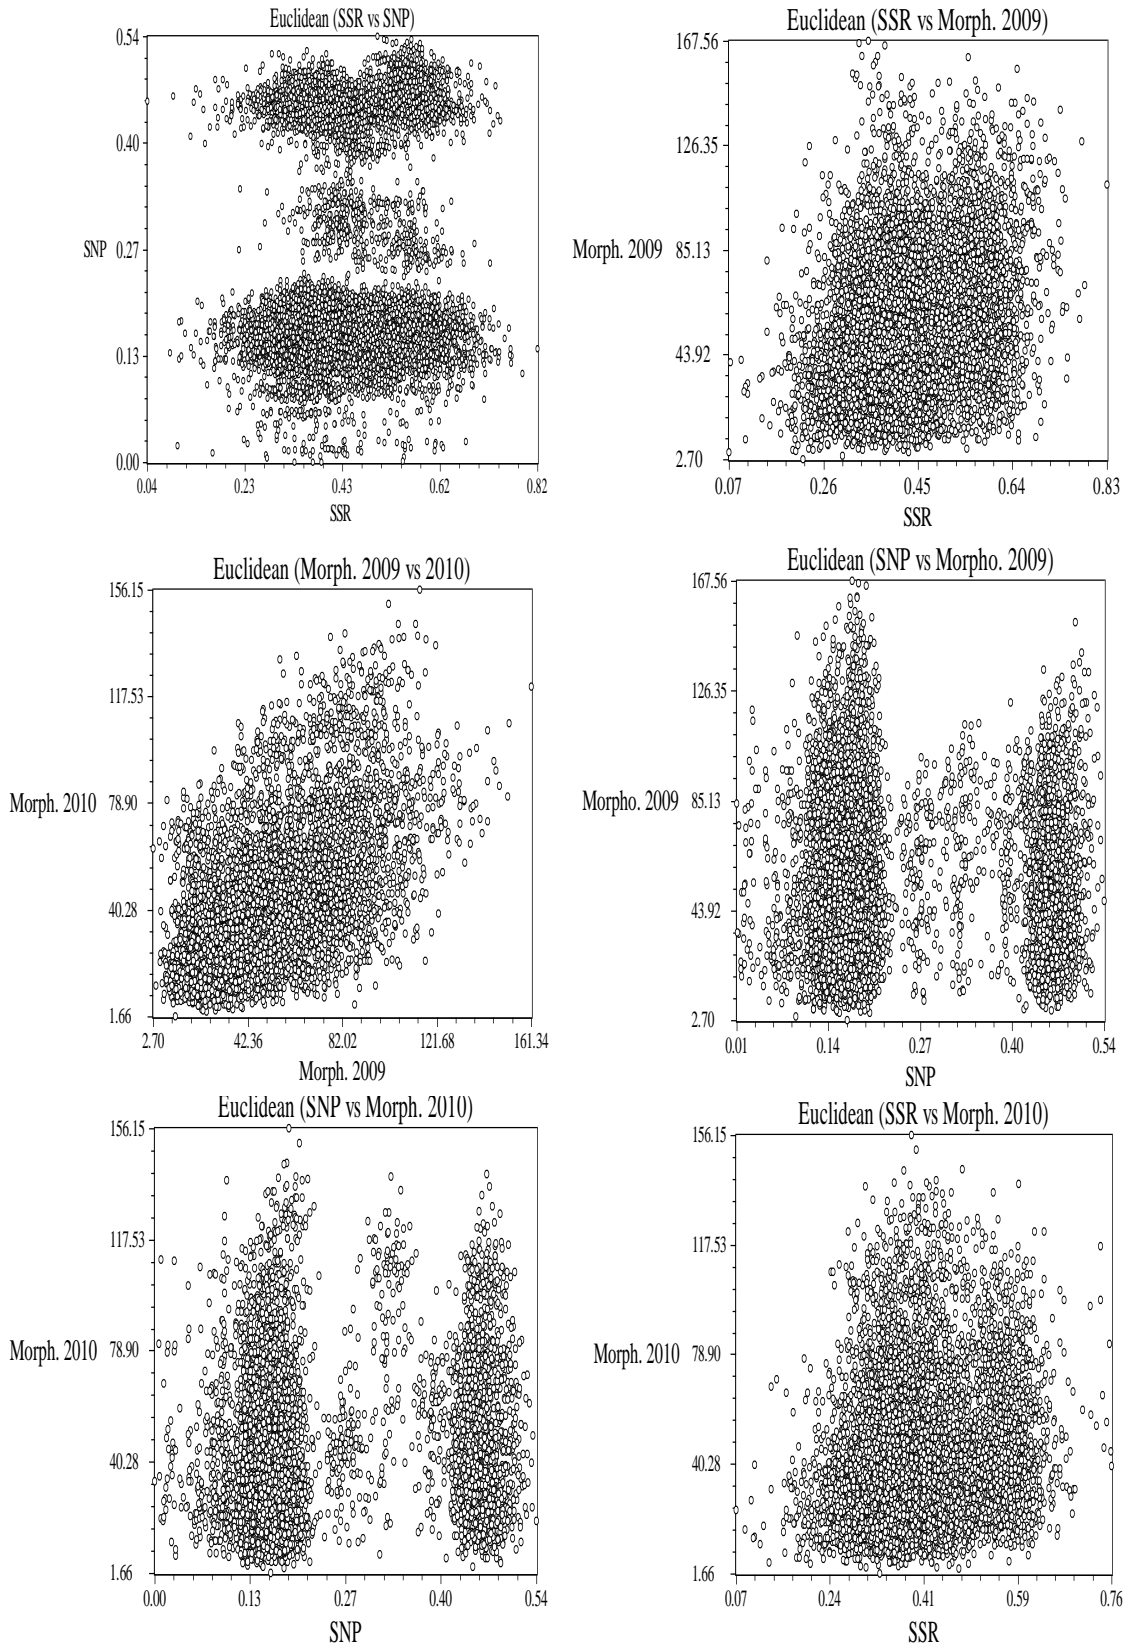 Euclidean (SSR vs SNP)
0.54
0.40
SNP 0.27
0.13
0.00
0.04 0.23 0.43 0.62 0.82
SSR
Euclidean (SSR vs Morph. 2009)
167.56
126.35
Morph. 2009 85.13
43.92
2.70
0.07 0.26 0.45 0.64 0.83
SSR
Euclidean (Morph. 2009 vs 2010)
156.15
117.53
Morph. 2010 78.90
40.28
1.66
2.70 42.36 82.02 121.68 161.34
Morph. 2009
Euclidean (SNP vs Morpho. 2009)
167.56
126.35
Morpho. 2009 85.13
43.92
2.70
0.01 0.14 0.27 0.40 0.54
SNP
Euclidean (SNP vs Morph. 2010)
156.15
117.53
Morph. 2010 78.90
40.28
1.66
0.00 0.13 0.27 0.40 0.54
SNP
Euclidean (SSR vs Morph. 2010)
156.15
117.53
Morph. 2010 78.90
40.28
1.66
0.07 0.24 0.41 0.59 0.76
SSR